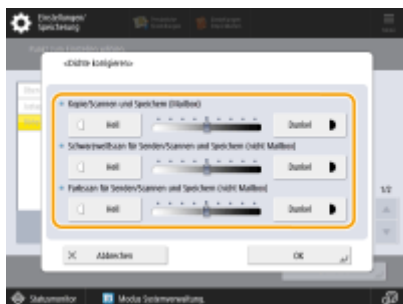 Einstellungen/
Speicherung
<Dichte korrigieren>
Kopie/Scannen und Speichern (Mailbox)
Hell
Dunkel
Schwarzweißscan für Senden/Scannen und Speichern (nicht Mailbox)
Hell
Dunkel
Farbscan für Senden/Scannen und Speichern (nicht Mailbox)
Hell
Dunkel
1/2
Abbrechen
OK
Statusmonitor
Modus Systemverwaltung.